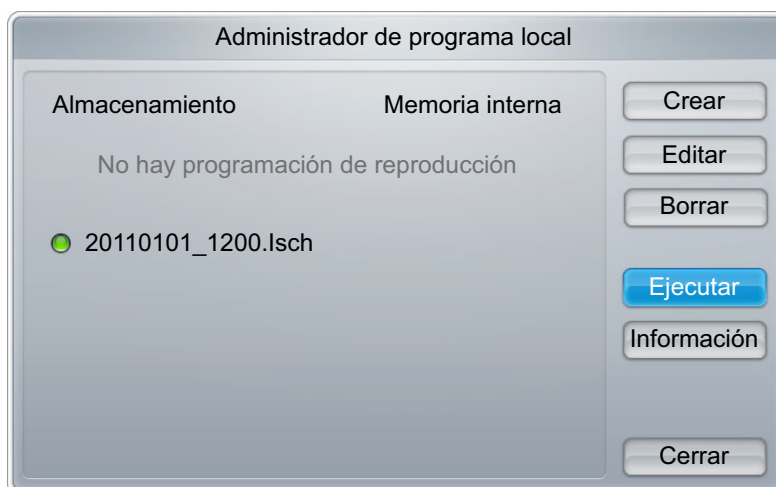 Administrador de programa local
Almacenamiento Memoria interna
No hay programación de reproducción
20110101_1200.lsch
Crear
Editar
Borrar
Ejecutar
Información
Cerrar